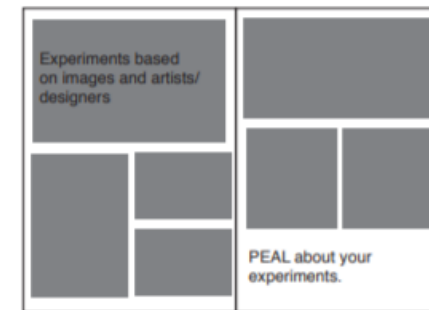 Experiments based
on images and artists/
designers
PEAL about your
experiments.